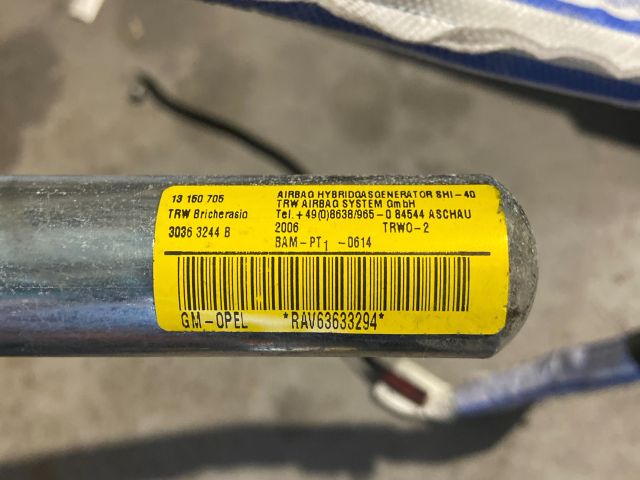 13 160 705
AIRBAG HYBRIDGASGENERATOR SHI-40
TRW AIRBAG SYSTEM GmbH
TRW Bricherasio
Tel.+49(0)8638/965-0 84544 ASCHAU
3036 3244 B
2006 TRWO-2
BAM-PT1 -0614
GM-OPEL *RAV63633294*